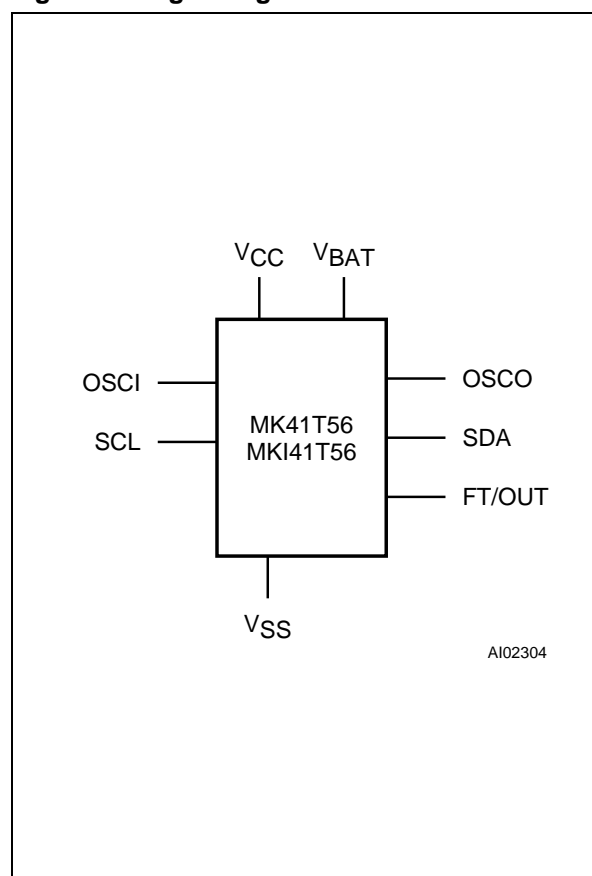 VCC VBAT
OSCI OSCO
MK41T56
SCL SDA
MKI41T56
FT/OUT
VSS
AI02304